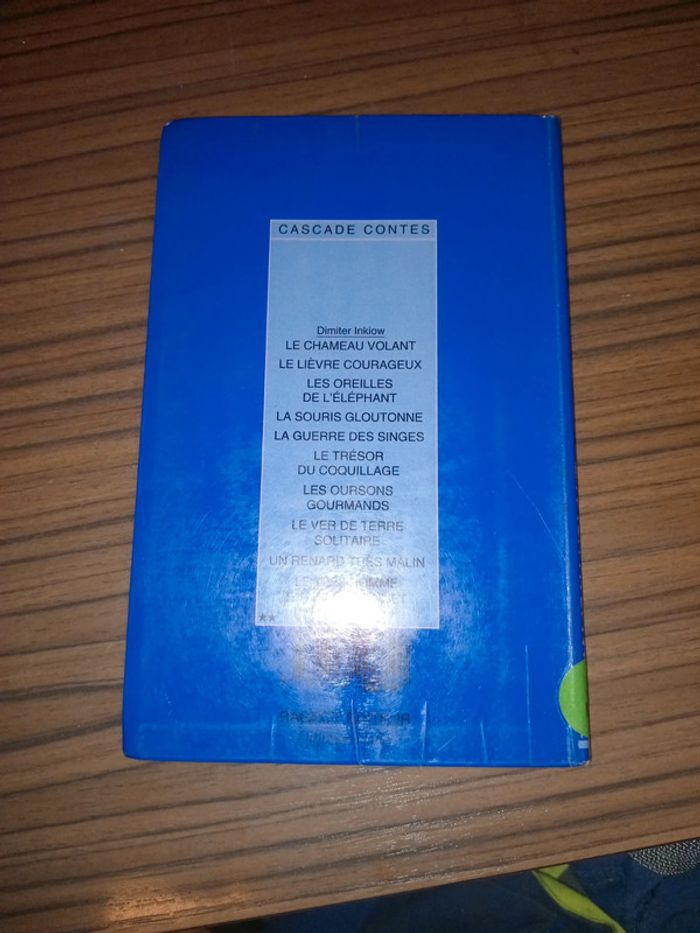 CASCADE CONTES
Dimiter Inkiow
LE CHAMEAU VOLANT
LE LIÈVRE COURAGEUX
LES OREILLES
DE L'ÉLÉPHANT
LA SOURIS GLOUTONNE
LA GUERRE DES SINGES
LE TRÉSOR
DU COQUILLAGE
LES OURSONS
GOURMANDS
LE VER DE TERRE
SOLITAIRE
UN RENARD TRÈS MALIN
LE
**